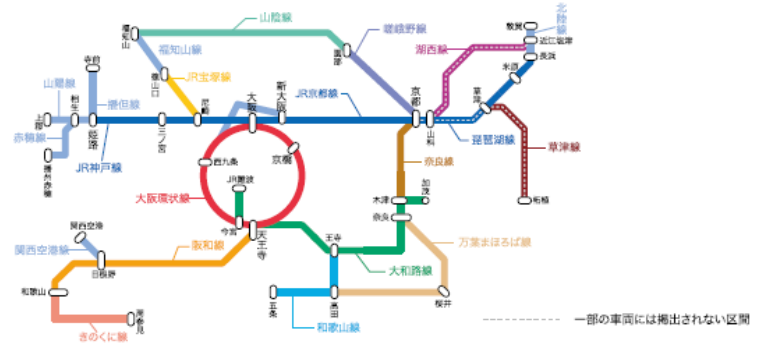 山陰線
嵯峨野線
北陸線
敦賀
福知山
近江塩津
湖西線
長浜
福知山線
園部
寺前
米原
篠山口
JR宝塚線
山陽線
新大阪
京都
草津
播但線
尼崎
大阪
JR京都線
相生
上郡
姫路
三ノ宮
山科
赤穂線
琵琶湖線
草津線
播州赤穂
JR神戸線
西九条
京橋
奈良線
JR難波
加茂
大阪環状線
木津
柘植
奈良
今宮
天王寺
関西空港
王寺
万葉まほろば線
関西空港線
阪和線
大和路線
日根野
和歌山
五条
高田
桜井
周参見
和歌山線
きのくに線
一部の車両には掲出されない区間